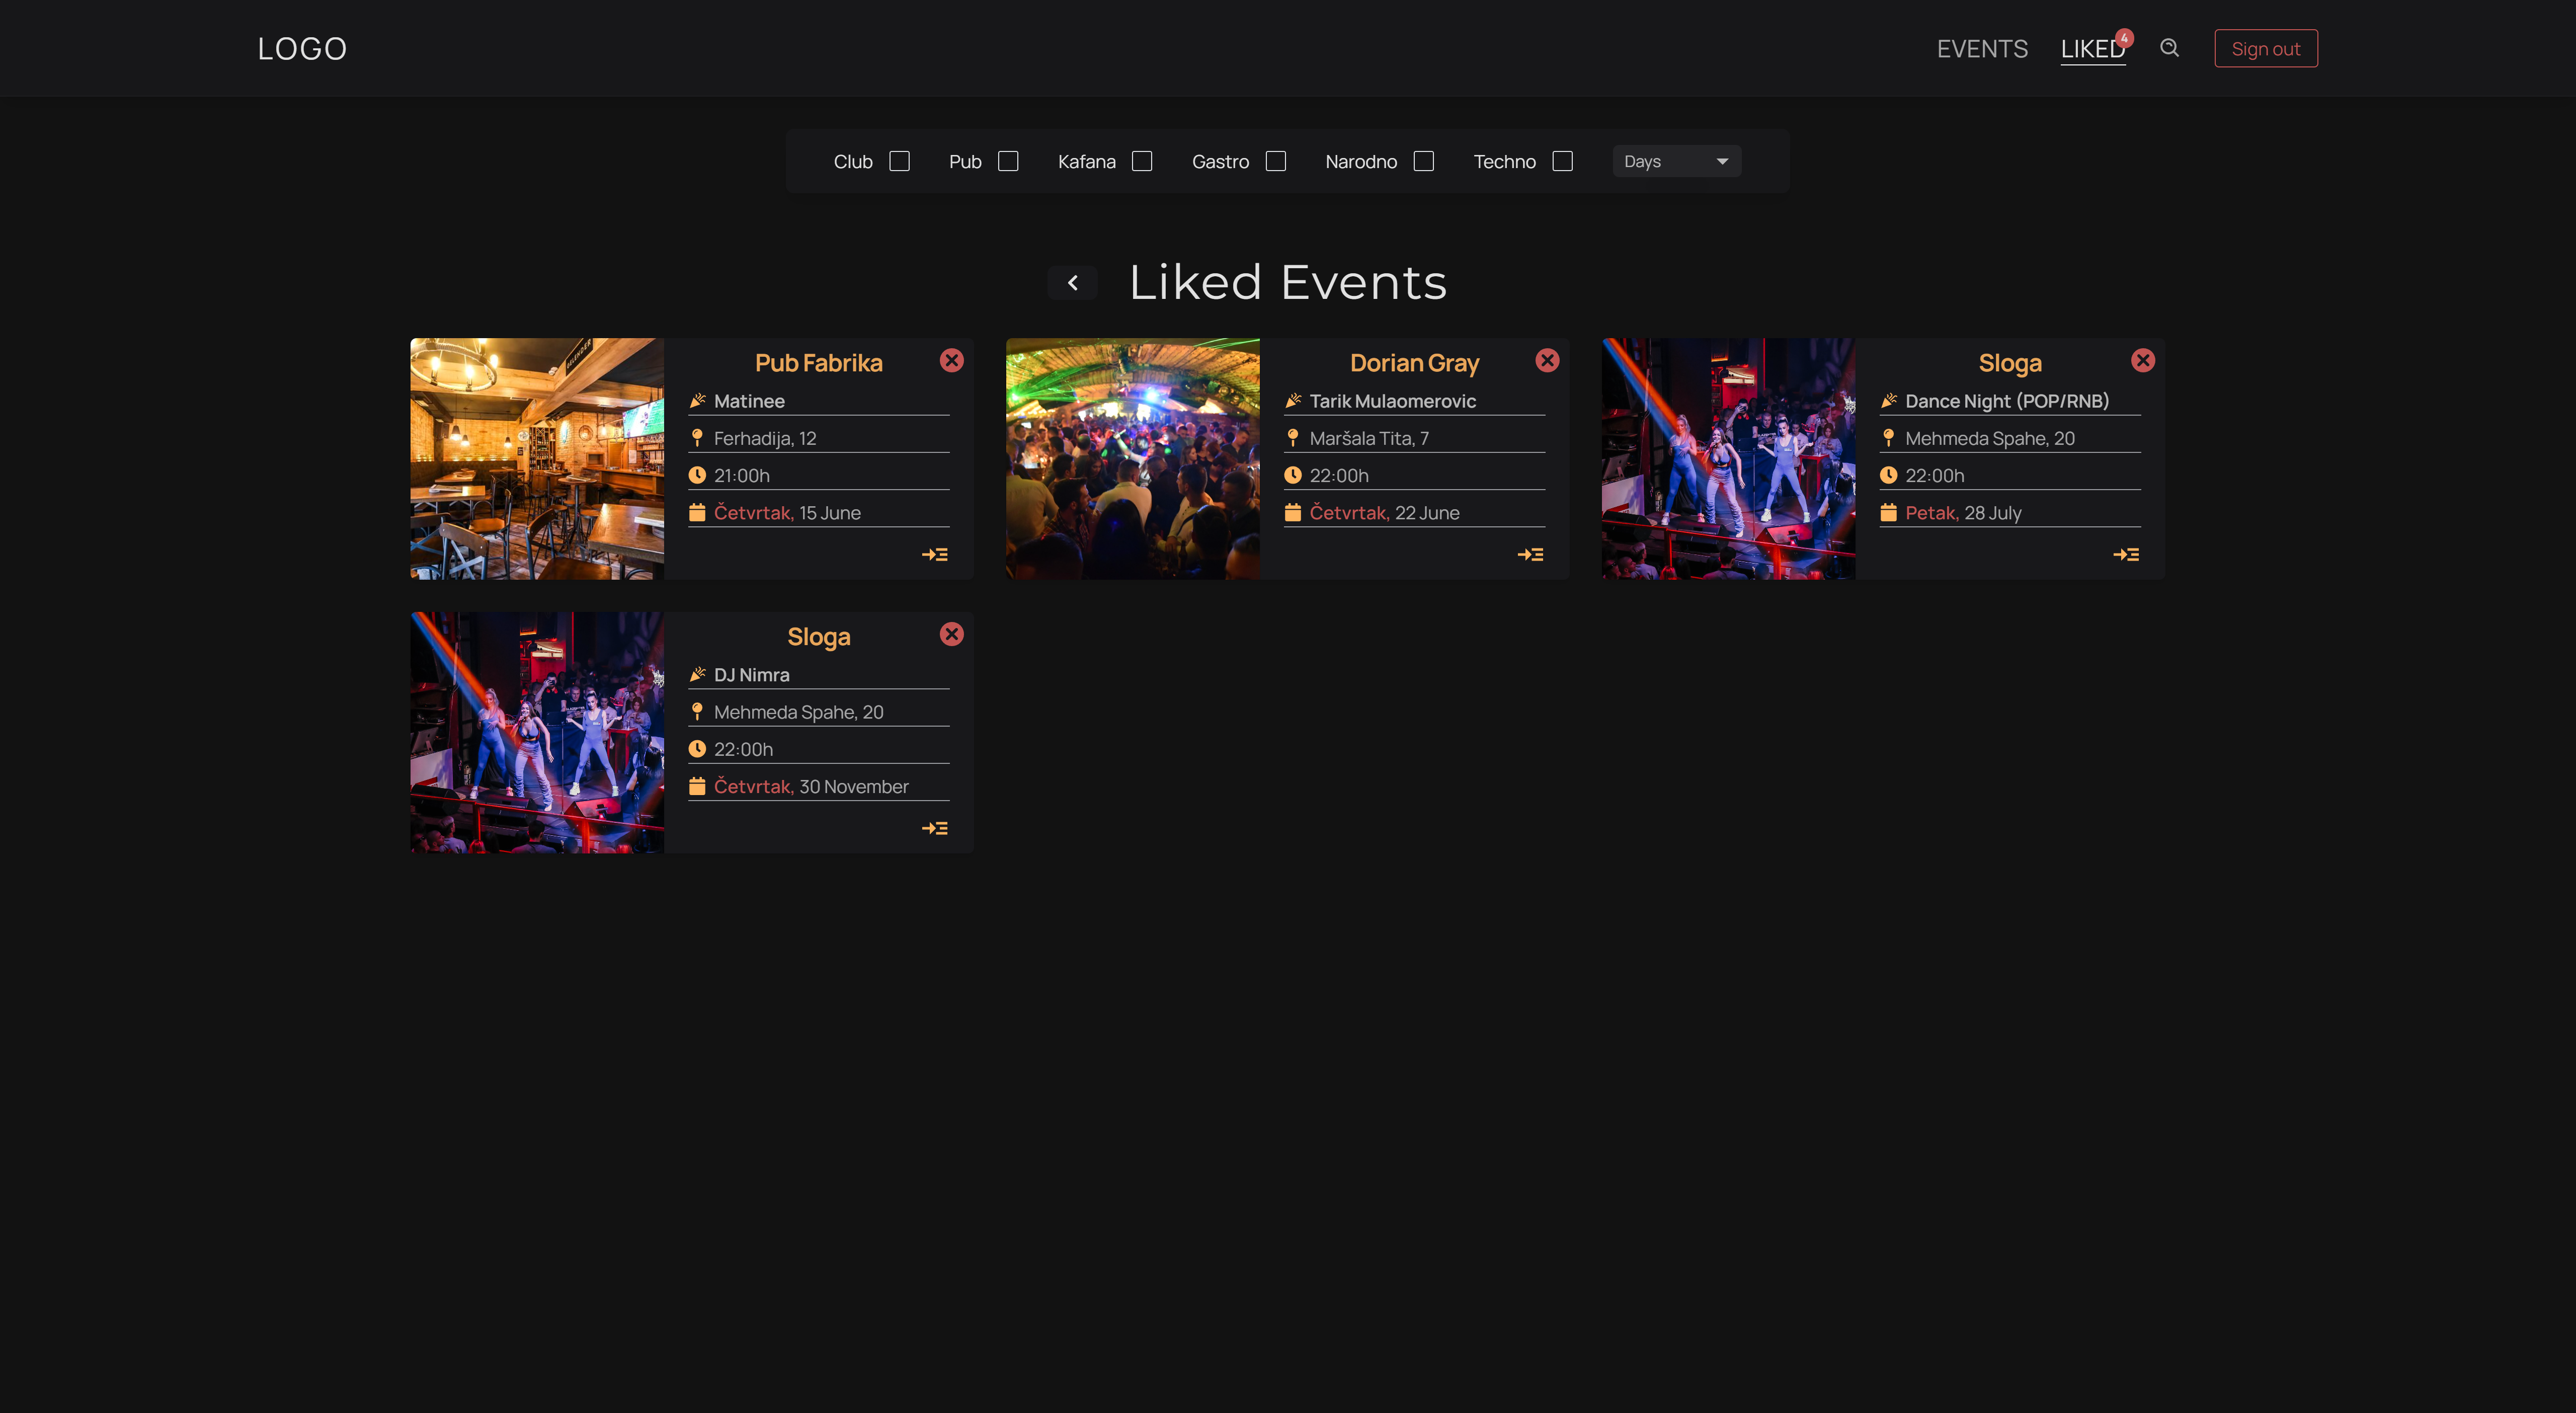 LOGO
EVENTS LIKED 4 Sign out
Club Pub Kafana Gastro Narodno Techno Days
Liked Events
Pub Fabrika
Matinee
Ferhadija, 12
21:00h
Četvrtak, 15 June
Dorian Gray
Tarik Mulaomerovic
Maršala Tita, 7
22:00h
Četvrtak, 22 June
Sloga
Dance Night (POP/RNB)
Mehmeda Spahe, 20
22:00h
Petak, 28 July
Sloga
DJ Nimra
Mehmeda Spahe, 20
22:00h
Četvrtak, 30 November